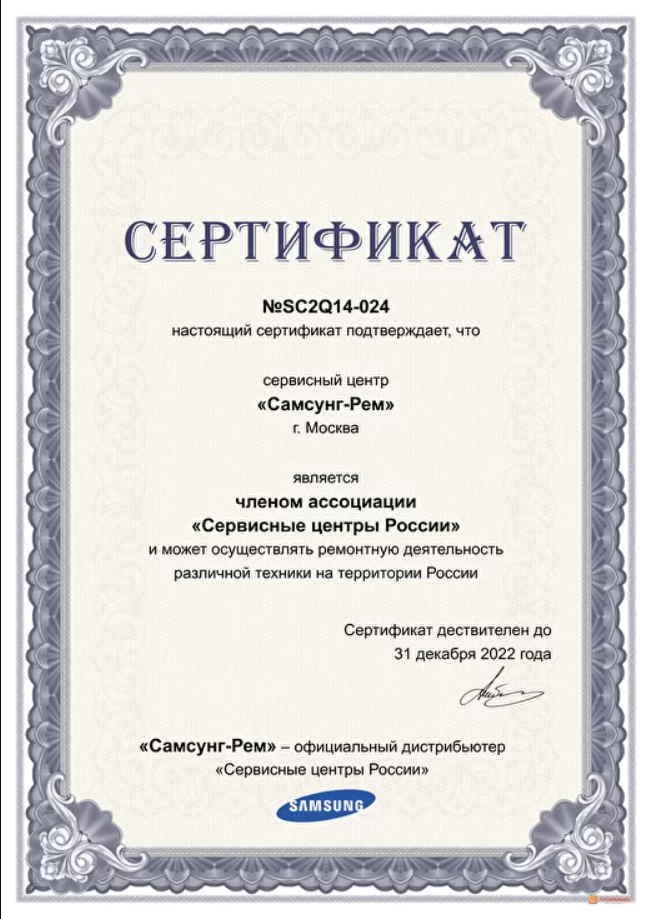 СЕРТИФИКАТ
№SC2Q14-024
настоящий сертификат подтверждает, что
сервисный центр
«Самсунг-Рем»
г. Москва
является
членом ассоциации
«Сервисные центры России»
и может осуществлять ремонтную деятельность
различной техники на территории России
Сертификат дествителен до
31 декабря 2022 года
«Самсунг-Рем» – официальный дистрибьютер
«Сервисные центры России»
SAMSUNG